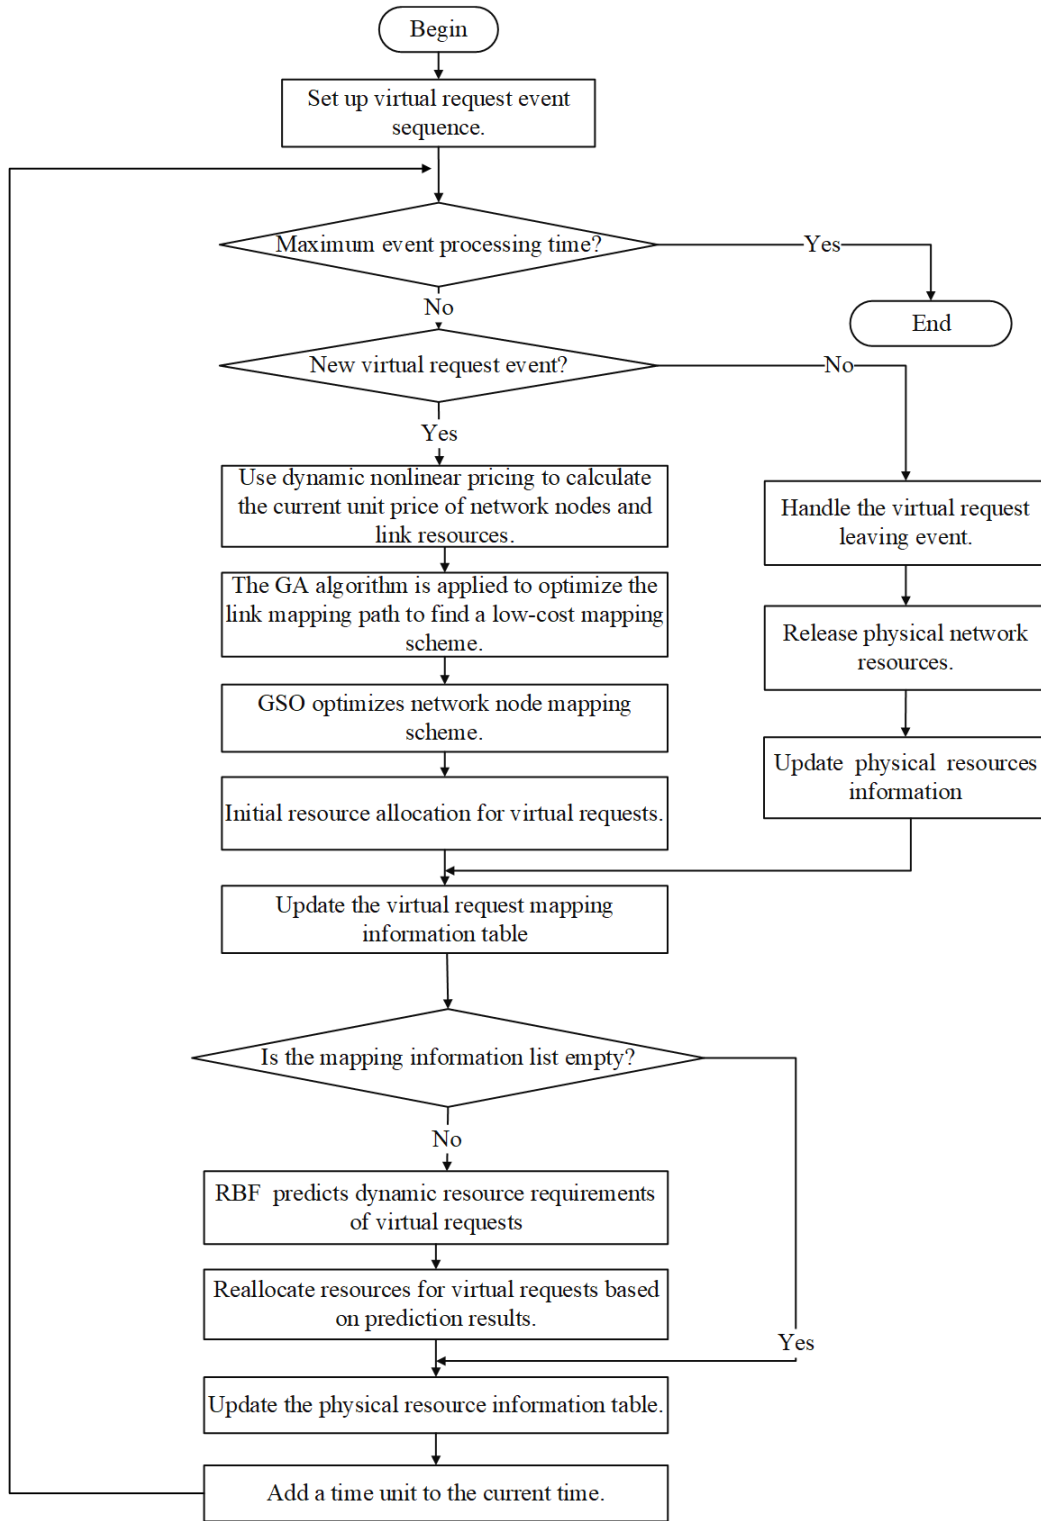 Begin
Set up virtual request event
sequence.
Maximum event processing time?
Yes
End
No
New virtual request event?
No
Yes
Use dynamic nonlinear pricing to calculate
the current unit price of network nodes and
link resources.
Handle the virtual request
leaving event.
The GA algorithm is applied to optimize the
link mapping path to find a low-cost mapping
scheme.
Release physical network
resources.
GSO optimizes network node mapping
scheme.
Update physical resources
information
Initial resource allocation for virtual requests.
Update the virtual request mapping
information table
Is the mapping information list empty?
No
RBF predicts dynamic resource requirements
of virtual requests
Reallocate resources for virtual requests based
on prediction results.
Yes
Update the physical resource information table.
Add a time unit to the current time.